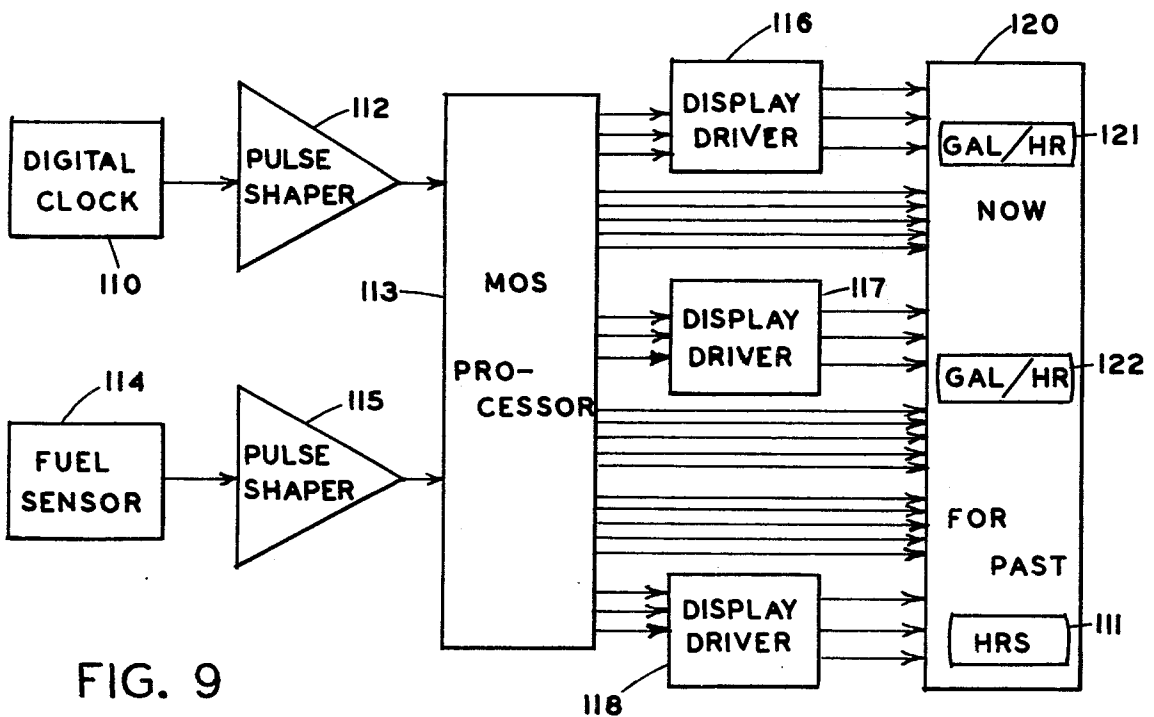 116
120
112
DISPLAY
DRIVER
GAL/HR
121
DIGITAL
CLOCK
PULSE
SHAPER
NOW
110
113
MOS
117
DISPLAY
DRIVER
GAL/HR
122
114
115
PRO-
CESSOR
FUEL
SENSOR
PULSE
SHAPER
FOR
PAST
DISPLAY
DRIVER
HRS
111
118
FIG. 9